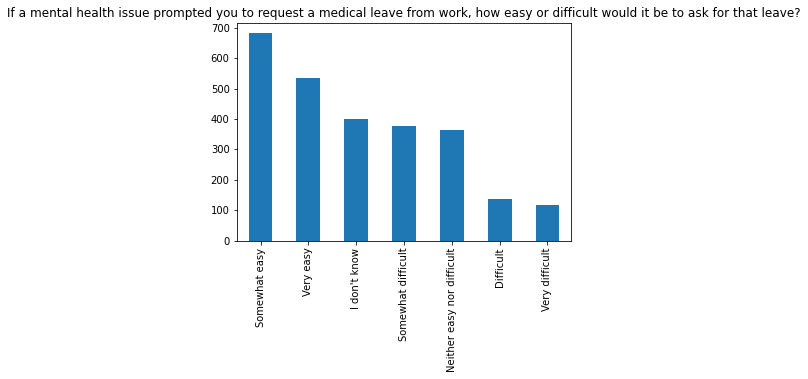 If a mental health issue prompted you to request a medical leave from work, how easy or difficult would it be to ask for that leave?
700
600
500
400
300
200
100
0
Somewhat easy
Very easy
I don't know
Somewhat difficult
Neither easy nor difficult
Difficult
Very difficult